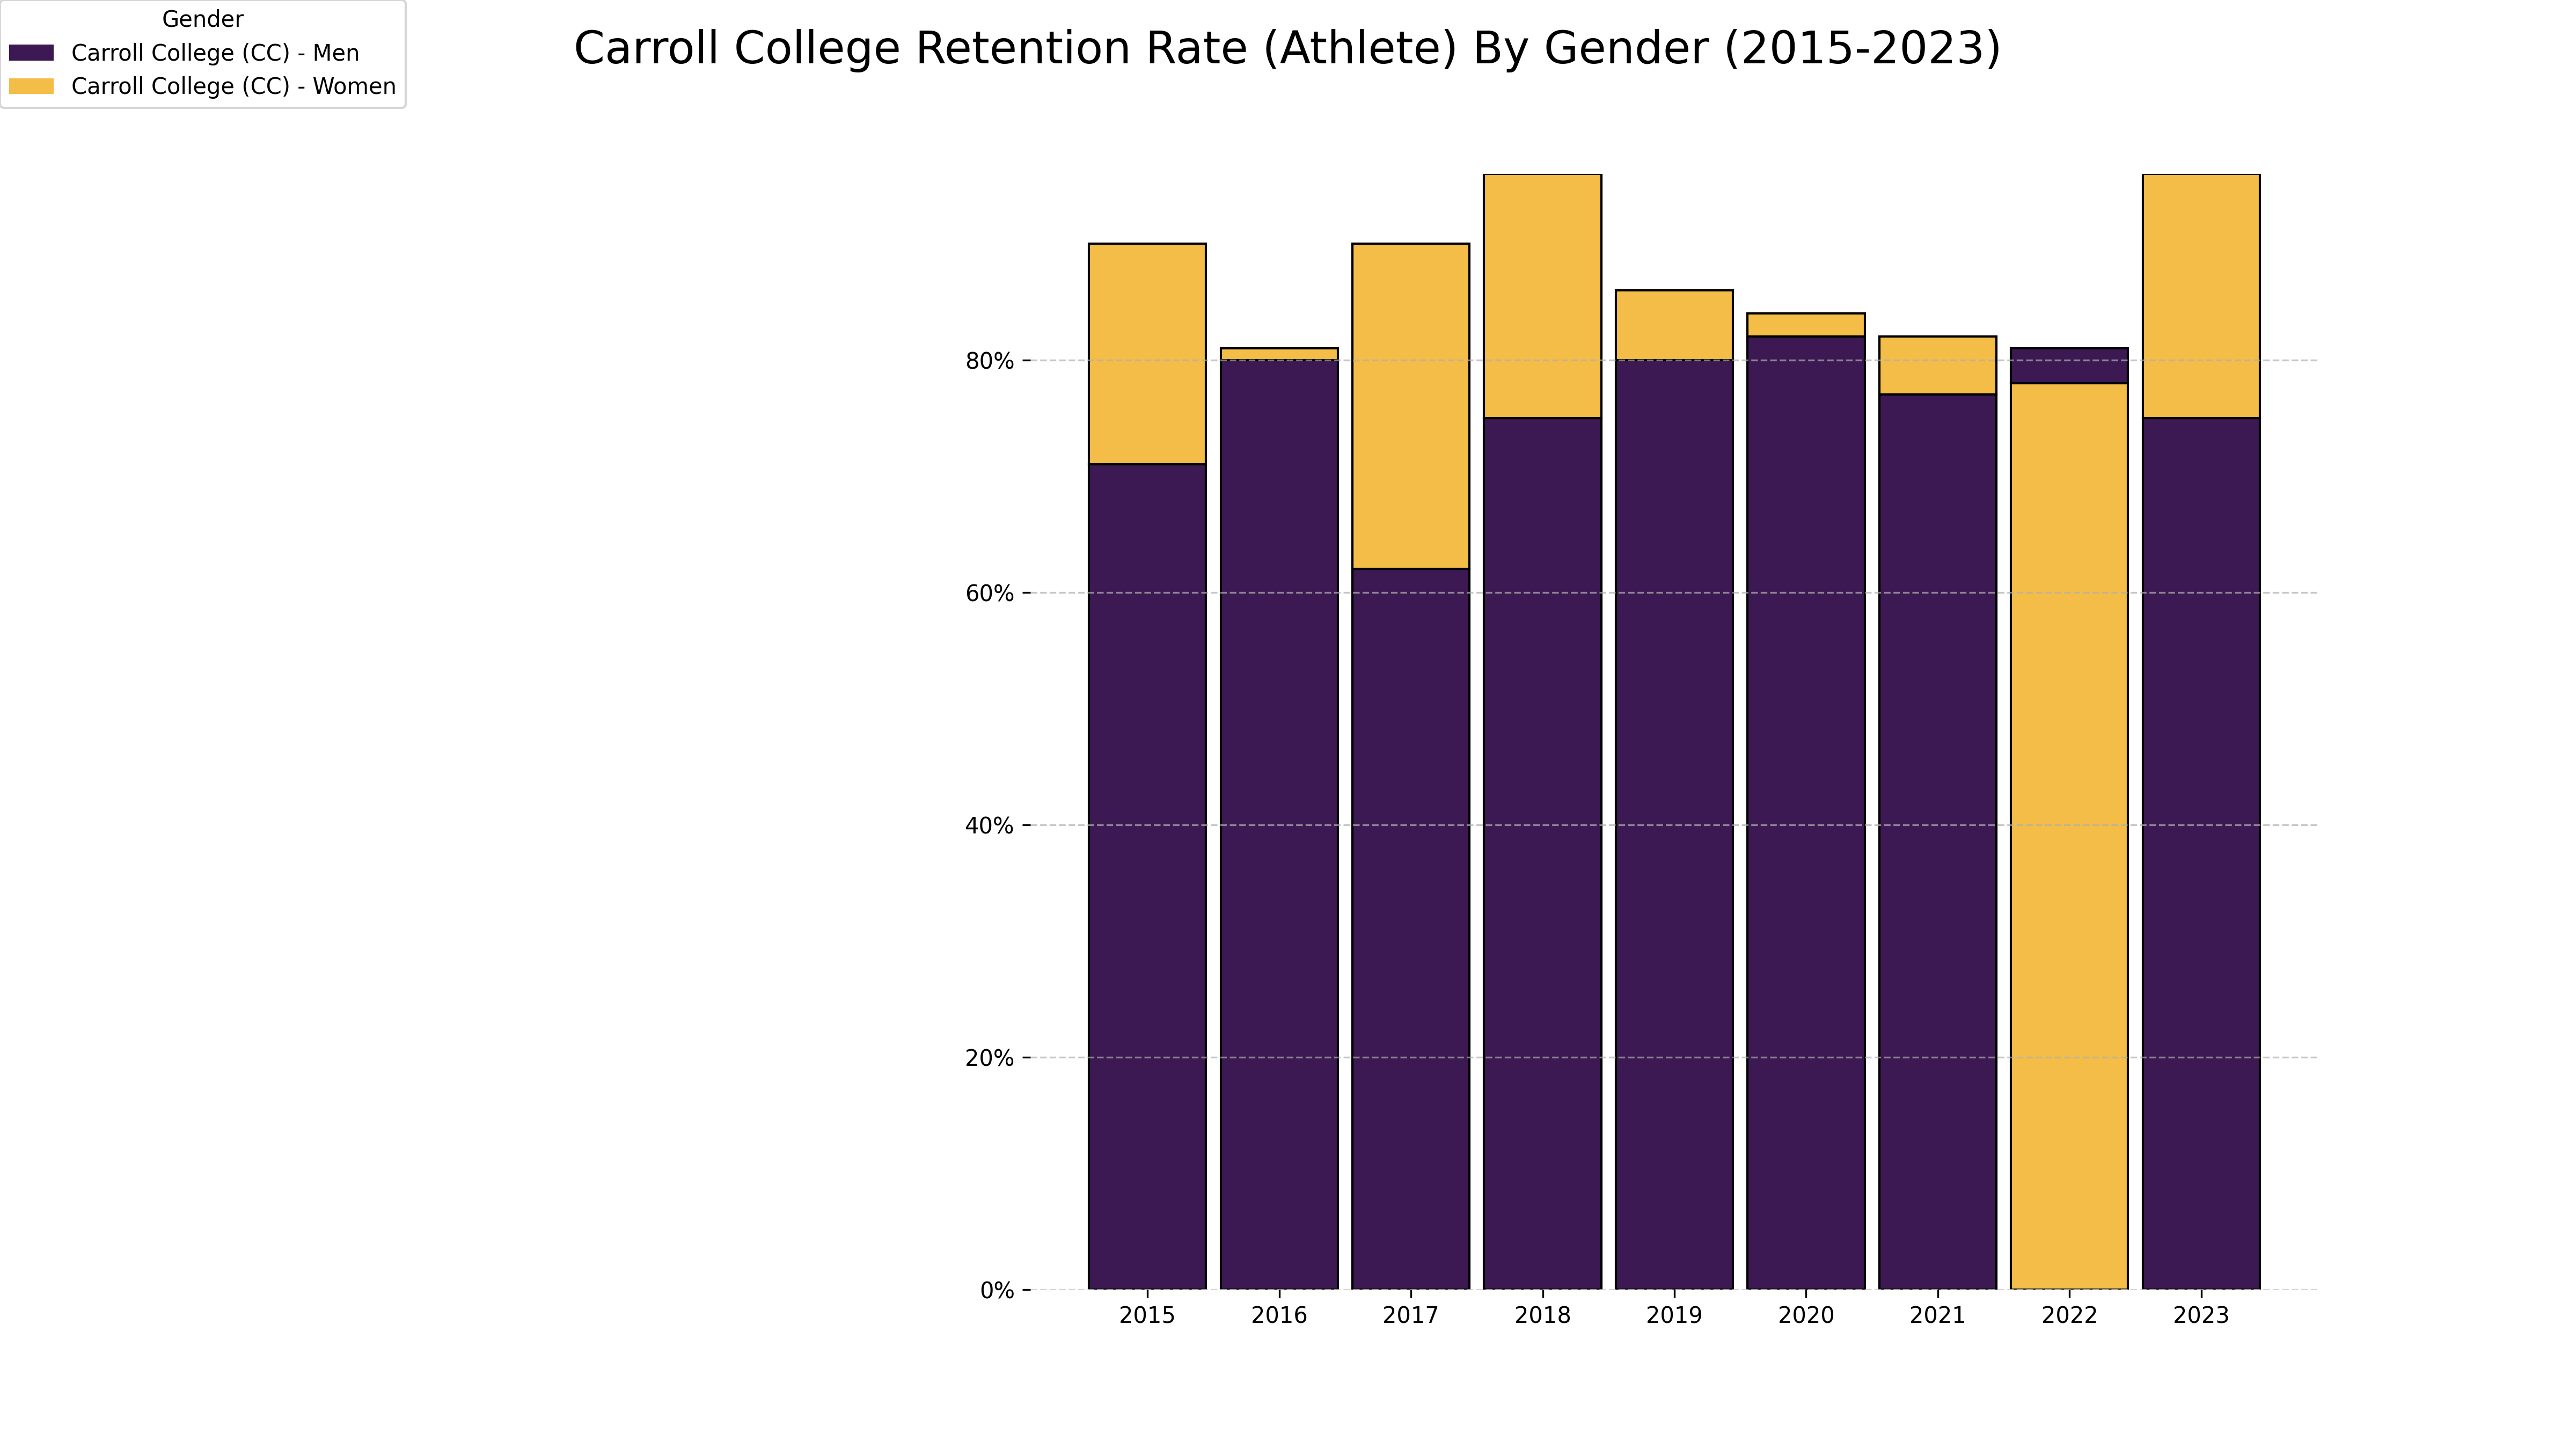 Gender
Carroll College (CC) - Men
Carroll College (CC) - Women
Carroll College Retention Rate (Athlete) By Gender (2015-2023)
80%
60%
40%
20%
0%
2015 2016 2017 2018 2019 2020 2021 2022 2023